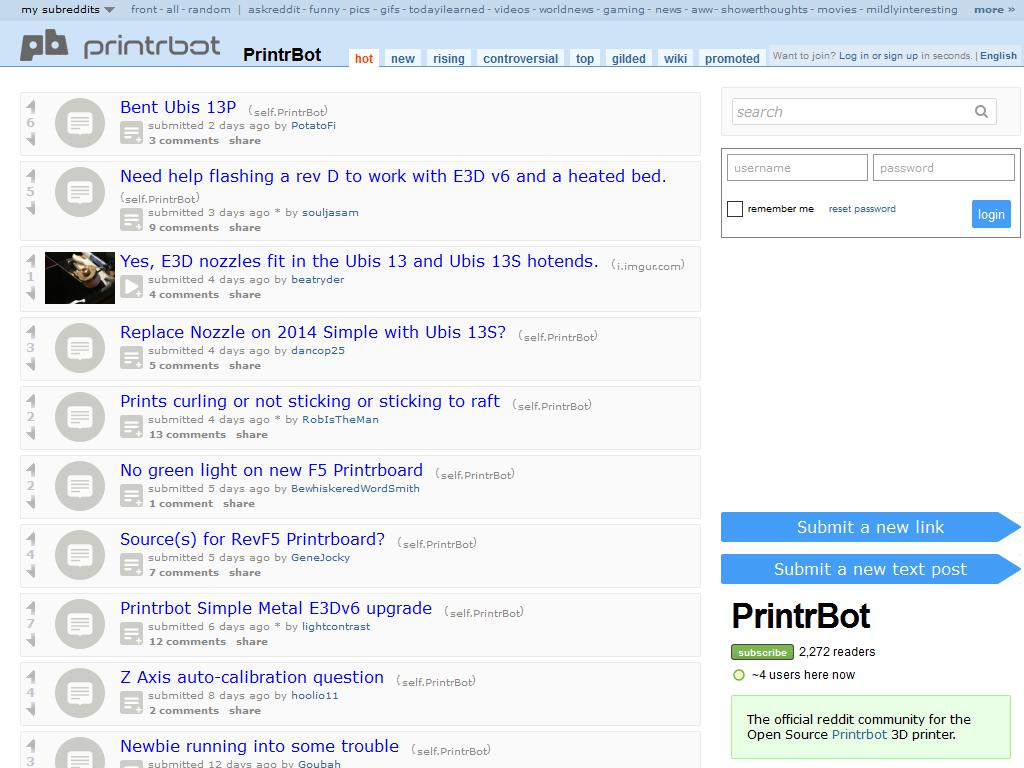 my subreddits front - all - random | askreddit - funny - pics - gifs - todayilearned - videos - worldnews - gaming - news - aww - showerthoughts - movies - mildlyinteresting more »
printrbot PrintrBot hot new rising controversial top gilded wiki promoted Want to join? Log in or sign up in seconds. | English
Bent Ubis 13P (self.PrintrBot)
6
submitted 2 days ago by PotatoFi
3 comments share
Need help flashing a rev D to work with E3D v6 and a heated bed.
5
(self.PrintrBot)
submitted 3 days ago * by souljasam
9 comments share
Yes, E3D nozzles fit in the Ubis 13 and Ubis 13S hotends. (i.imgur.com)
1
submitted 4 days ago by beatryder
4 comments share
Replace Nozzle on 2014 Simple with Ubis 13S? (self.PrintrBot)
3
submitted 4 days ago by dancop25
5 comments share
Prints curling or not sticking or sticking to raft (self.PrintrBot)
2
submitted 4 days ago * by RobIsTheMan
13 comments share
No green light on new F5 Printrboard (self.PrintrBot)
2
submitted 5 days ago by BewhiskeredWordSmith
1 comment share
Source(s) for RevF5 Printrboard? (self.PrintrBot)
4
submitted 5 days ago by GeneJocky
7 comments share
Printrbot Simple Metal E3Dv6 upgrade (self.PrintrBot)
7
submitted 6 days ago * by lightcontrast
12 comments share
Z Axis auto-calibration question (self.PrintrBot)
4
submitted 8 days ago by hoolio11
2 comments share
Newbie running into some trouble (self.PrintrBot)
3
submitted 12 days ago by Goubah
search
username password
remember me reset password login
Submit a new link
Submit a new text post
PrintrBot
subscribe 2,272 readers
~4 users here now
The official reddit community for the
Open Source Printrbot 3D printer.